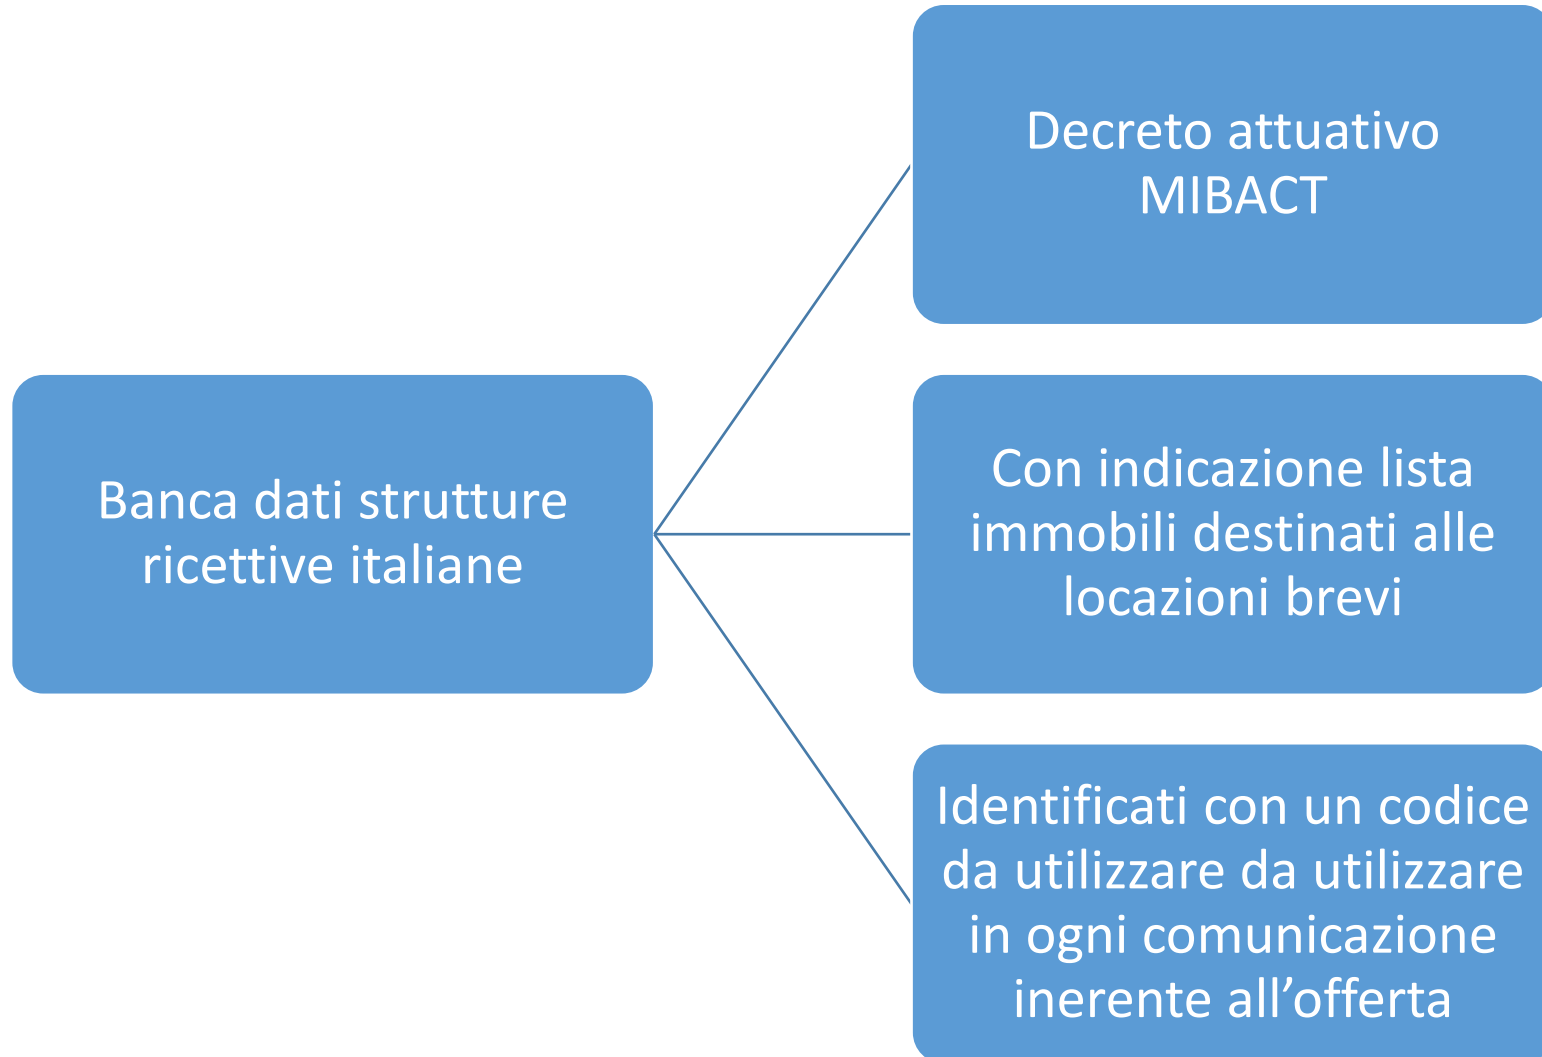 Banca dati strutture
ricettive italiane
Decreto attuativo
MIBACT
Con indicazione lista
immobili destinati alle
locazioni brevi
Identificati con un codice
da utilizzare da utilizzare
in ogni comunicazione
inerente all’offerta